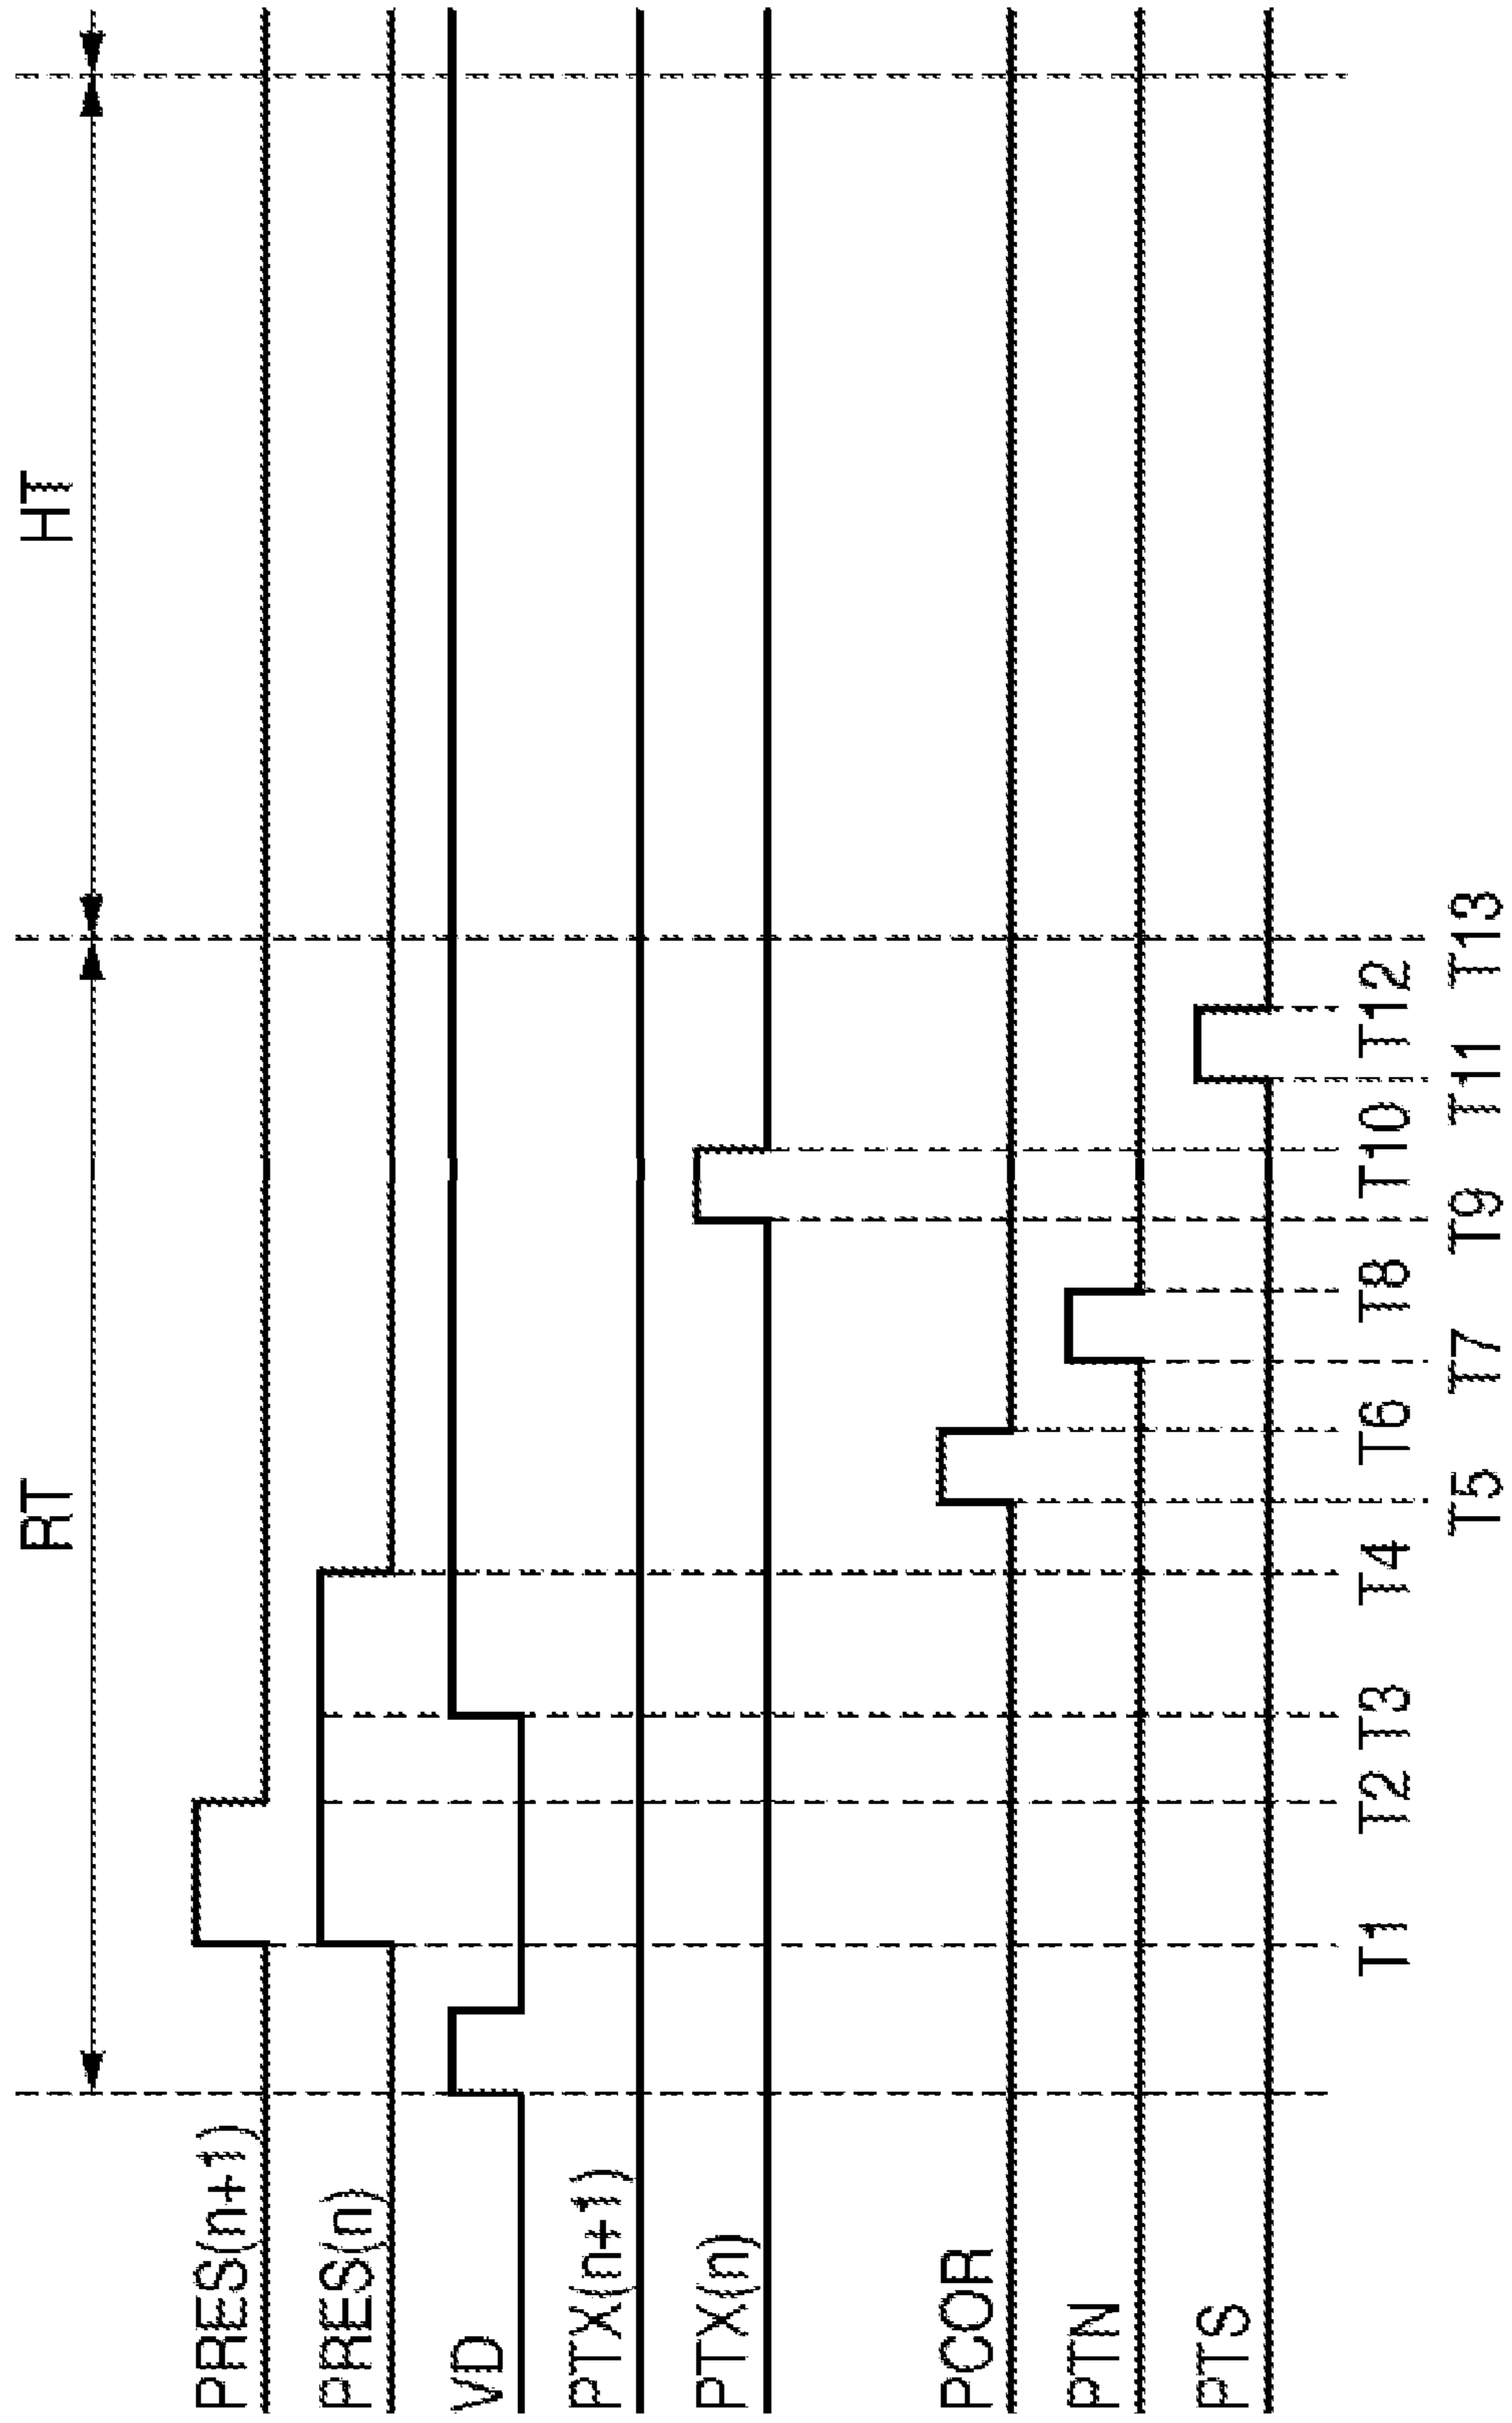 RT
HT
PRES(n+1)
PRES(n)
VD
PTX(n+1)
PTX(n)
PCOR
PTN
PTS
T1 T2 T3 T4 T6 T8 T10 T12
T5 T7 T9 T11 T13